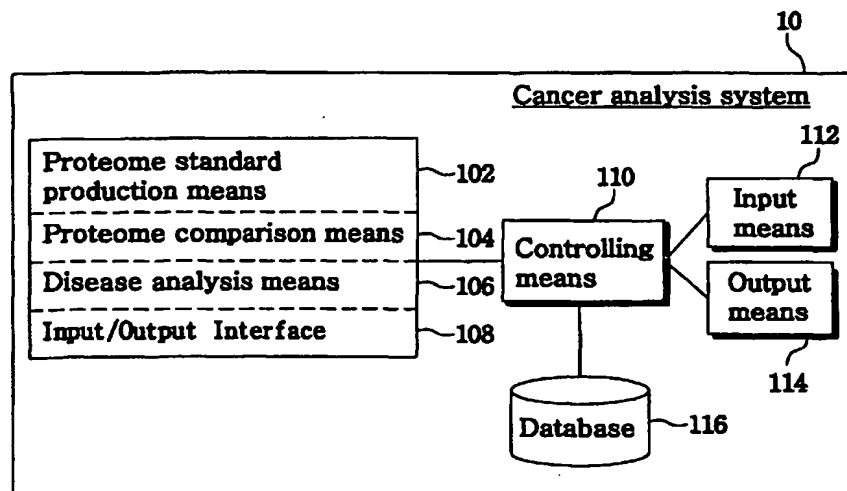 10
Cancer analysis system
Proteome standard
production means
102
Proteome comparison means
104
Disease analysis means
106
Input/Output Interface
108
110
Controlling
means
112
Input
means
Output
means
114
Database
116